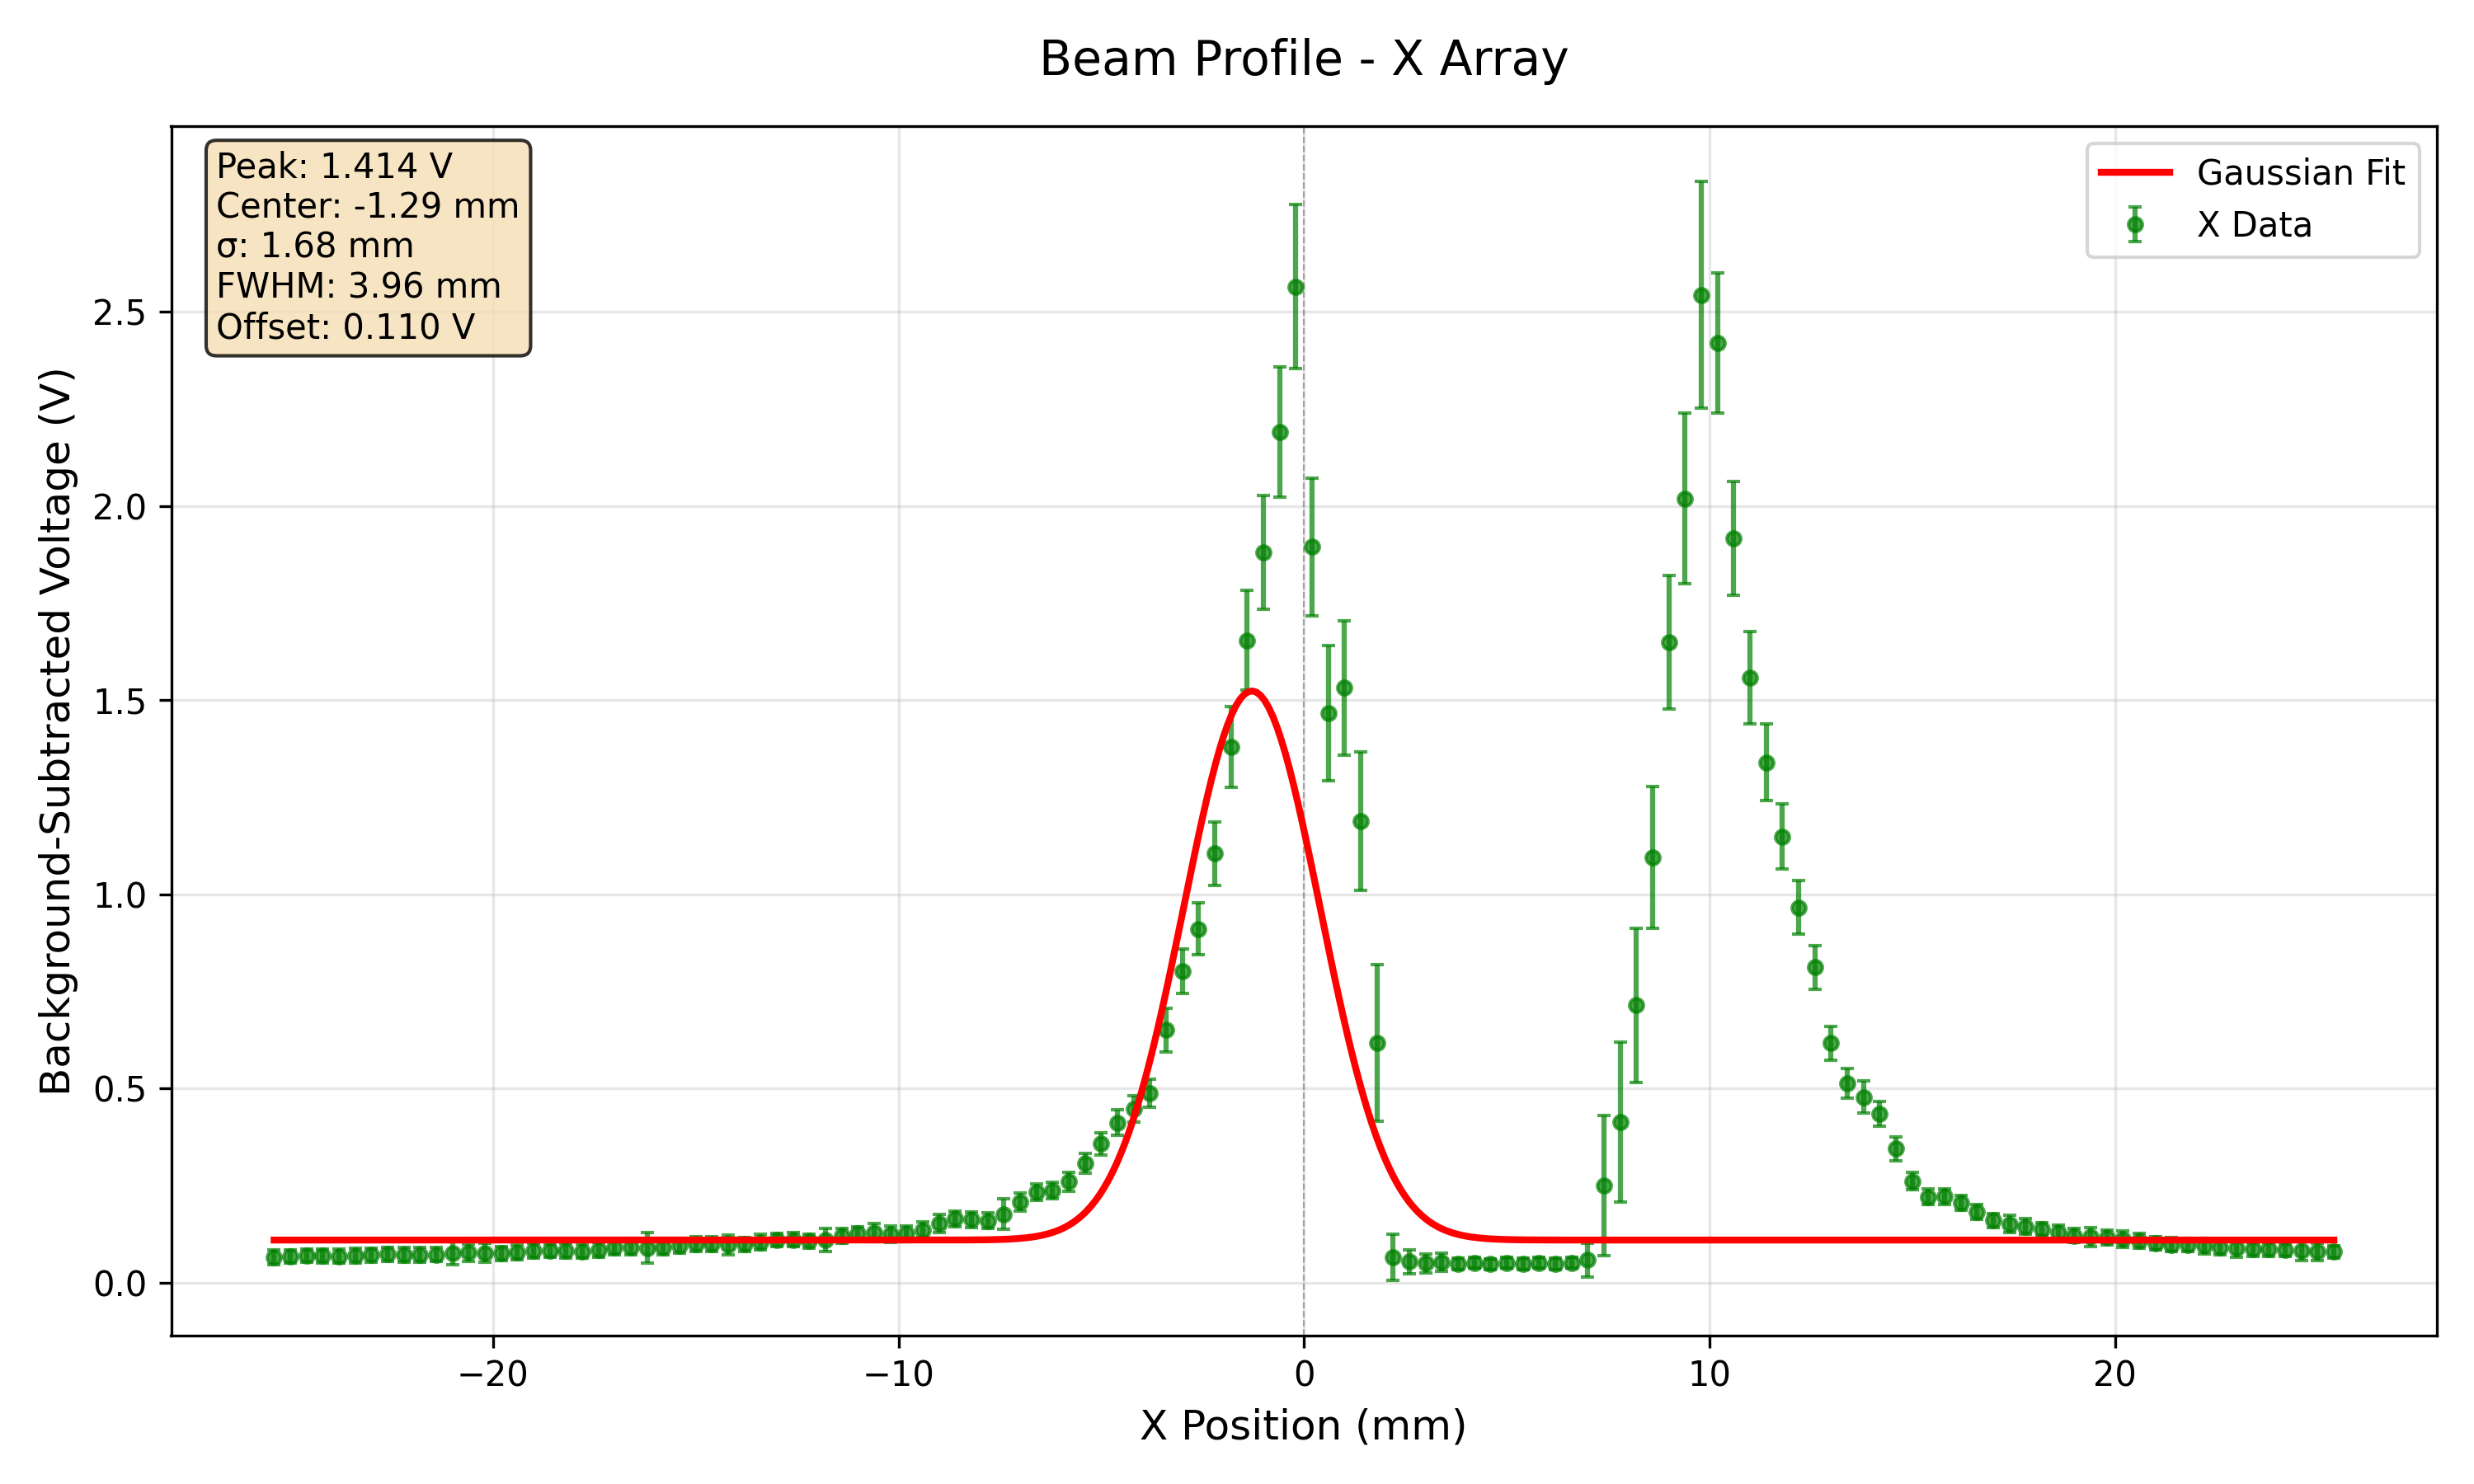 Beam Profile - X Array
Peak: 1.414 V
Center: -1.29 mm
σ: 1.68 mm
FWHM: 3.96 mm
Offset: 0.110 V
Gaussian Fit
X Data
Background-Subtracted Voltage (V)
2.5
2.0
1.5
1.0
0.5
0.0
−20
−10
0
10
20
X Position (mm)